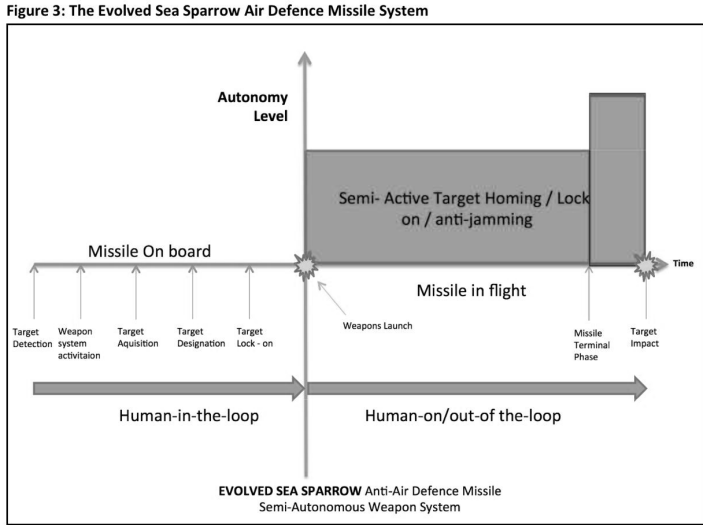 Figure 3: The Evolved Sea Sparrow Air Defence Missile System
Autonomy
Level
Semi- Active Target Homing / Lock
on / anti-jamming
Missile On board
Time
Missile in flight
Target
Detection
Weapon
system
activitaion
Target
Aquisition
Target
Designation
Target
Lock - on
Weapons Launch
Missile
Terminal
Phase
Target
Impact
Human-in-the-loop
Human-on/out-of the-loop
EVOLVED SEA SPARROW Anti-Air Defence Missile
Semi-Autonomous Weapon System